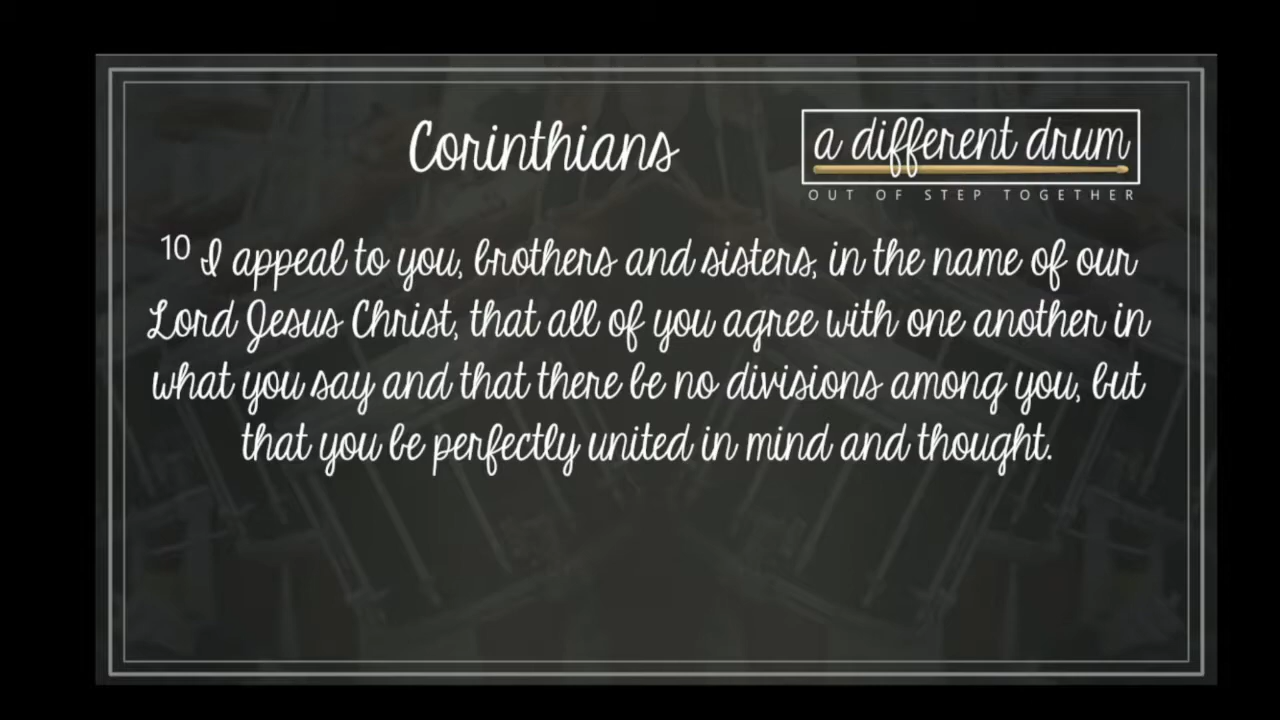 Corinthians
a different drum
OUT OF STEP TOGETHER
10 I appeal to you, brothers and sisters, in the name of our
Lord Jesus Christ, that all of you agree with one another in
what you say and that there be no divisions among you, but
that you be perfectly united in mind and thought.